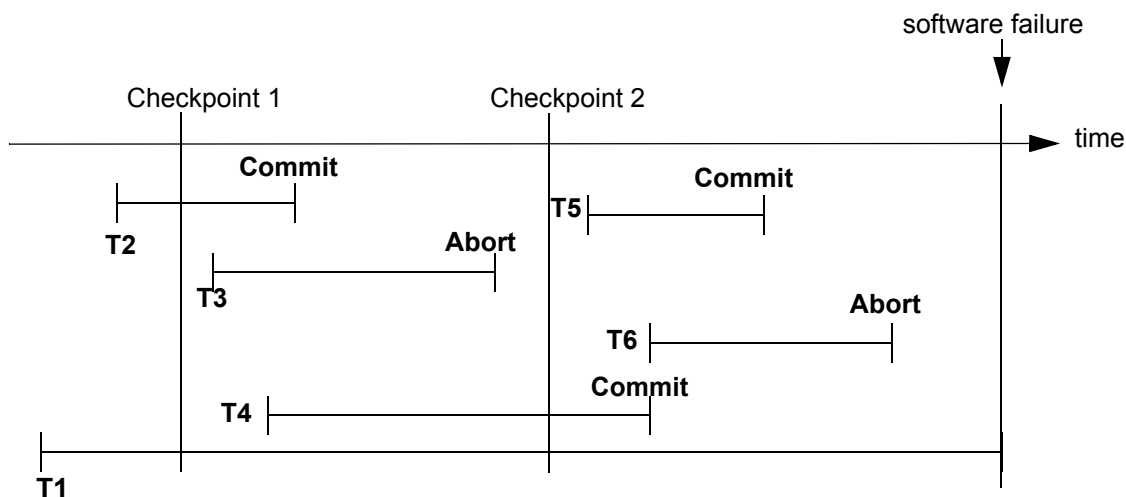 software failure
Checkpoint 1
Checkpoint 2
time
Commit
Commit
T5
T2
Abort
T3
Abort
T6
Commit
T4
T1